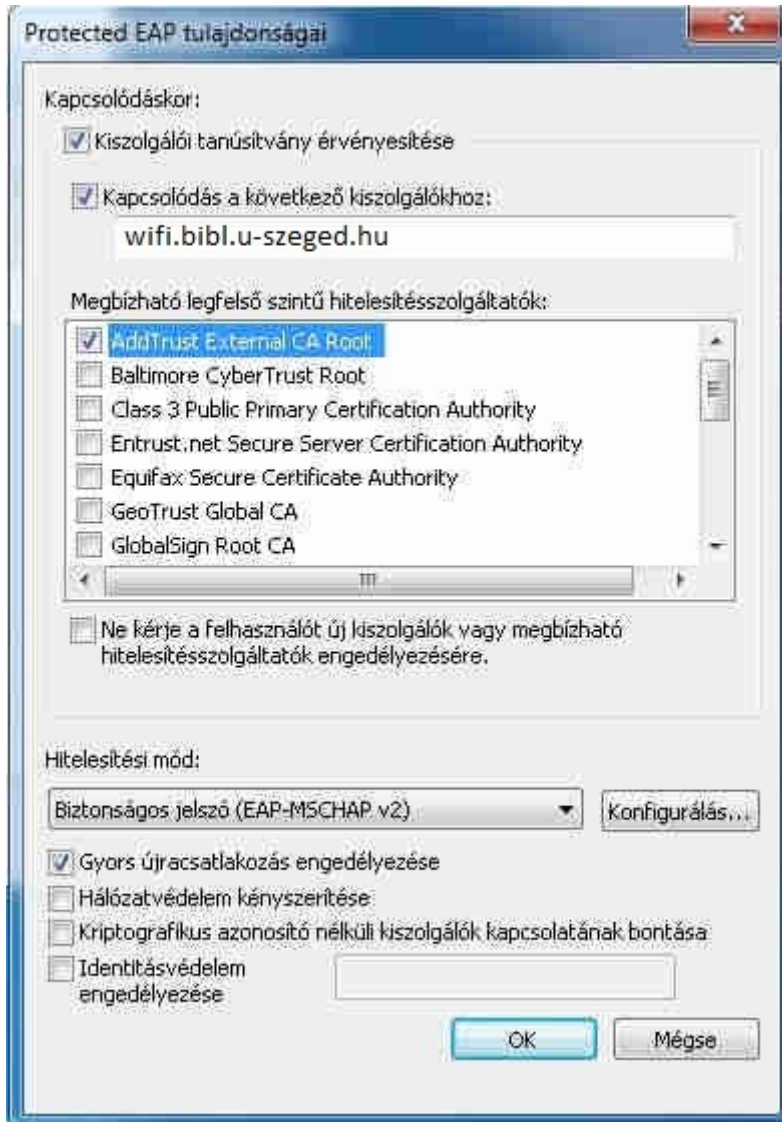 Protected EAP tulajdonságai
Kapcsolódáskor:
Kiszolgálói tanúsítvány érvényesítése
Kapcsolódás a következő kiszolgálókhoz:
wifi.bibl.u-szeged.hu
Megbízható legfelső szintű hitelesítésszolgáltatók:
AddTrust External CA Root
Baltimore CyberTrust Root
Class 3 Public Primary Certification Authority
Entrust.net Secure Server Certification Authority
Equifax Secure Certificate Authority
GeoTrust Global CA
GlobalSign Root CA
Ne kérje a felhasználót új kiszolgálók vagy megbízható
hitelesítésszolgáltatók engedélyezésére.
Hitelesítési mód:
Biztonságos jelszó (EAP-MSCHAP v2)
Konfigurálás...
Gyors újracsatlakozás engedélyezése
Hálózatvédelem kényszerítése
Kriptografikus azonosító nélküli kiszolgálók kapcsolatának bontása
Identitásvédelem
engedélyezése
OK
Mégse